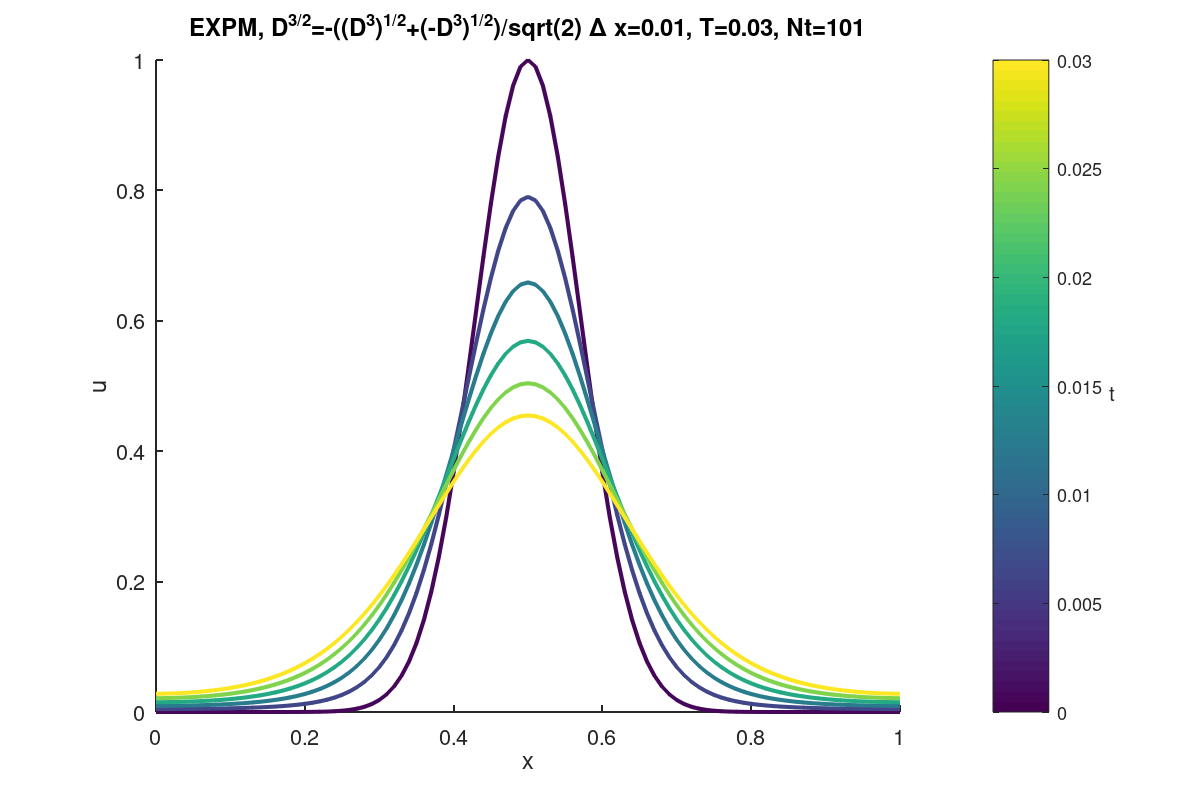 EXPM, D^3/2=-((D^3)^1/2+(-D^3)^1/2)/sqrt(2) Δ x=0.01, T=0.03, Nt=101
1
0.8
0.6
0.4
0.2
0
u
0 0.2 0.4 0.6 0.8 1
x
0.03
0.025
0.02
0.015
0.01
0.005
0
t